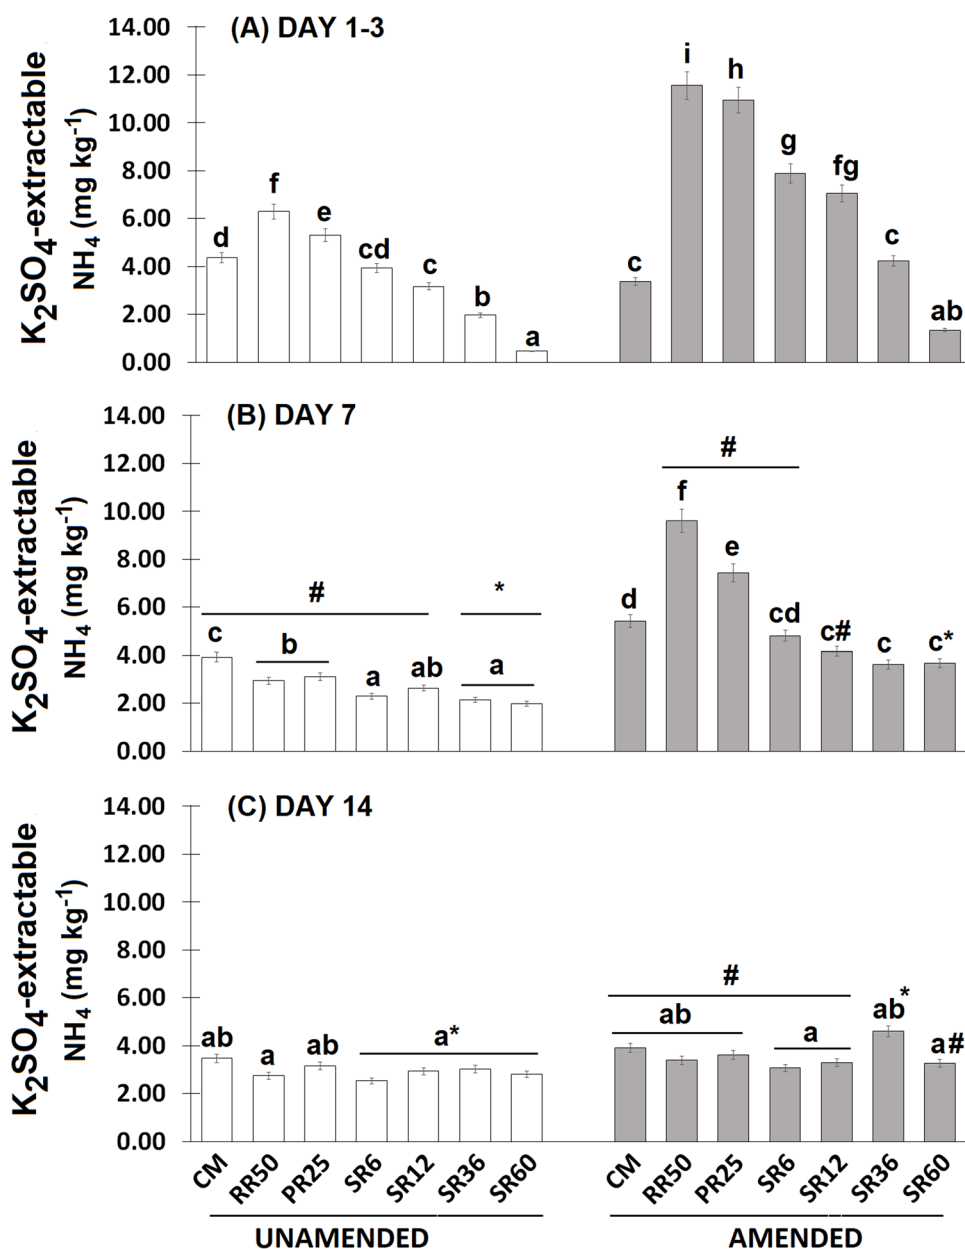 (A) DAY 1-3
K2SO4-extractable
NH4 (mg kg-1)
14.00
12.00
10.00
8.00
6.00
4.00
2.00
0.00
d
f
e
cd
c
b
a
c
i
h
g
fg
c
ab
(B) DAY 7
K2SO4-extractable
NH4 (mg kg-1)
14.00
12.00
10.00
8.00
6.00
4.00
2.00
0.00
# *
c
b
a
ab
a
#
d
f
e
cd
c#
c
c*
(C) DAY 14
K2SO4-extractable
NH4 (mg kg-1)
14.00
12.00
10.00
8.00
6.00
4.00
2.00
0.00
ab
a
ab
a*
#
ab
a
ab*
a#
CM RR50 PR25 SR6 SR12 SR36 SR60 CM RR50 PR25 SR6 SR12 SR36 SR60
UNAMENDED AMENDED